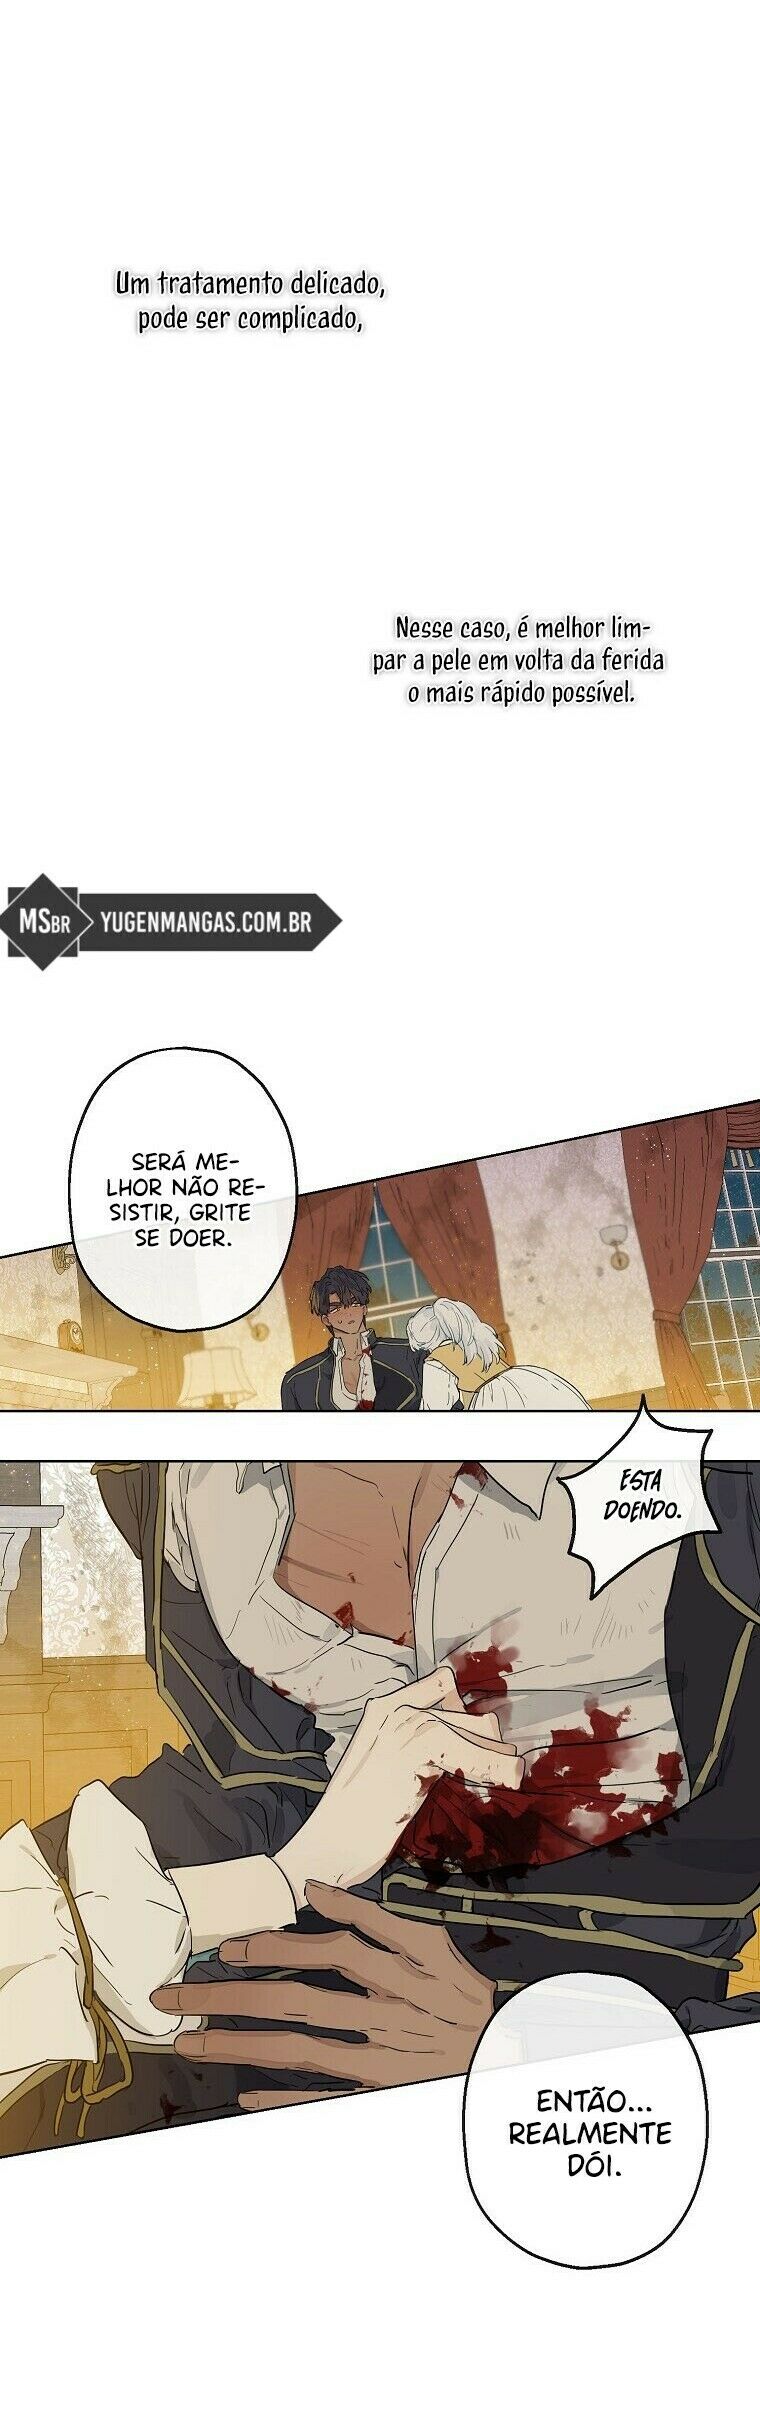 Um tratamento delicado,
pode ser complicado,
Nesse caso, é melhor lim-
par a pele em volta da ferida
o mais rápido possível.
MSBR YUGENMANGAS.COM.BR
SERÁ ME-
LHOR NÃO RE-
SISTIR, GRITE
SE DOER.
ESTA
DOENDO.
ENTÃO...
REALMENTE
DÓI.